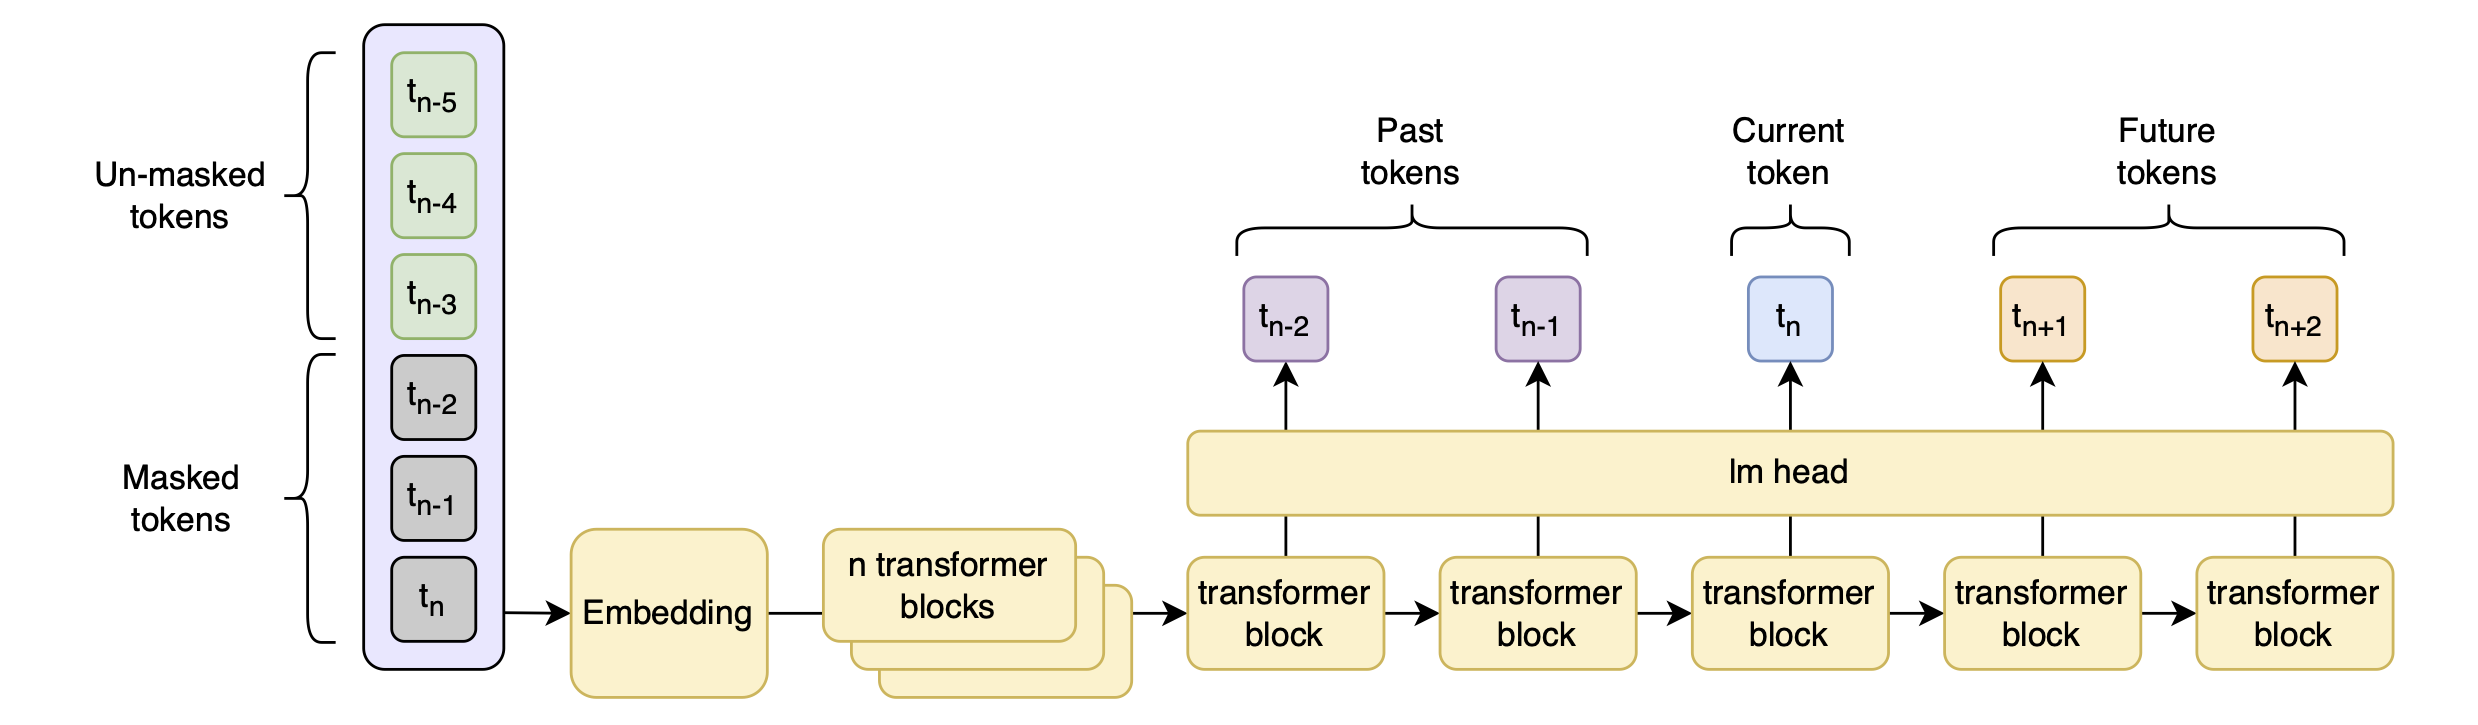 Un-masked
tokens
Masked
tokens
t_{n-5}
t_{n-4}
t_{n-3}
t_{n-2}
t_{n-1}
t_n
Embedding
n transformer
blocks
Past
tokens
Current
token
Future
tokens
t_{n-2}
t_{n-1}
t_n
t_{n+1}
t_{n+2}
lm head
transformer
block
transformer
block
transformer
block
transformer
block
transformer
block